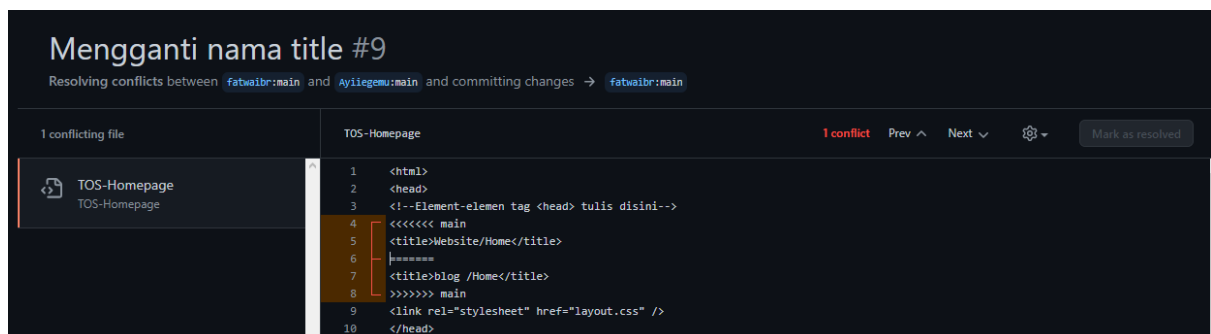 Mengganti nama title #9
Resolving conflicts between fatwaibr:main and Ayiiegemu:main and committing changes → fatwaibr:main
1 conflicting file
TOS-Homepage
1 conflict Prev Next Mark as resolved
TOS-Homepage
TOS-Homepage
1 <html>
2 <head>
3 <!--Element-elemen tag <head> tulis disini-->
4 <<<<<<< main
5 <title>Website/Home</title>
6 =======
7 <title>blog /Home</title>
8 >>>>>>> main
9 <link rel="stylesheet" href="layout.css" />
10 </head>